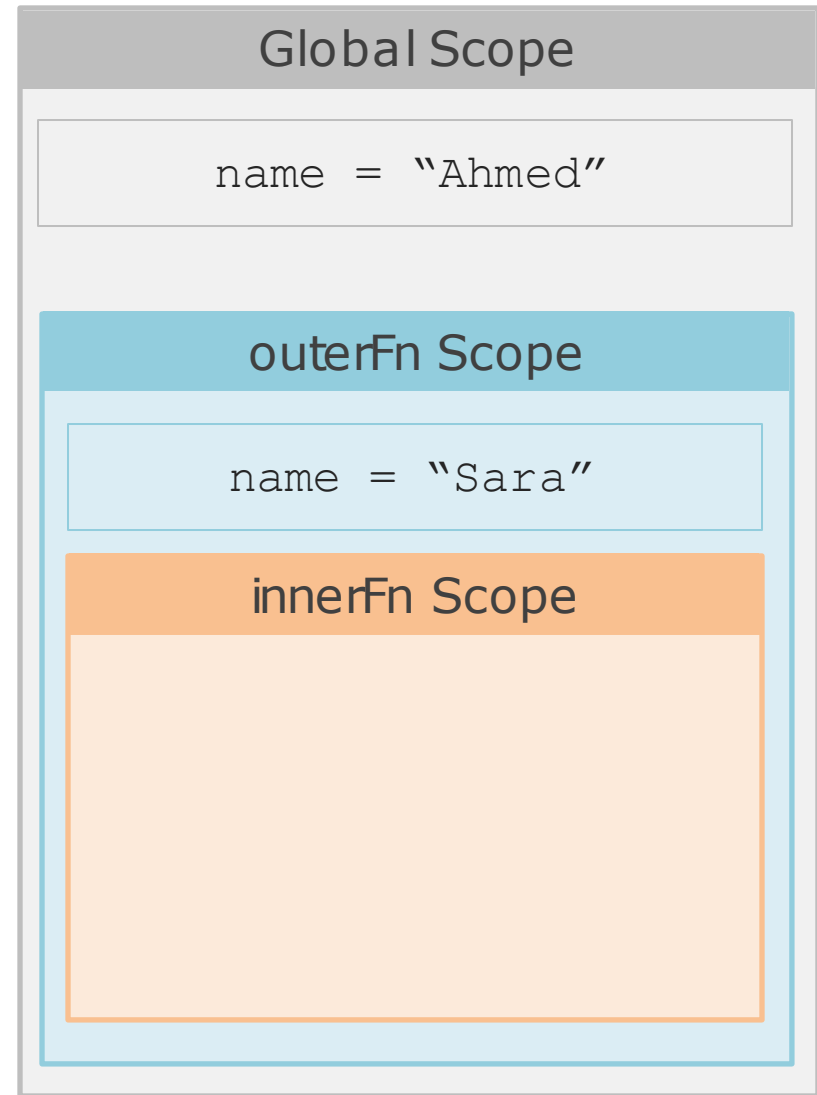 Global Scope
name = “Ahmed”
outerFn Scope
name = “Sara”
innerFn Scope